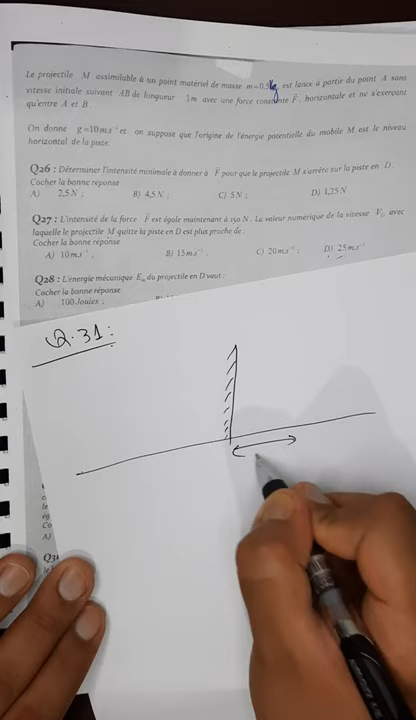 Le projectile M assimilable à un point matériel de masse m=0.5kg est lancé à partir du point A sans
vitesse initiale suivant AB de longueur 1m avec une force constante F, horizontale et ne s'exerçant
qu'entre A et B.
On donne g=10m.s⁻¹ et on suppose que l'origine de l'énergie potentielle du mobile M est le niveau
horizontal de la piste.
Q26 : Déterminer l'intensité minimale à donner à F pour que le projectile M s'arrête sur la piste en D.
Cocher la bonne réponse
A) 2,5 N ; B) 4,5 N ; C) 5 N ; D) 1,25 N
Q27 : L'intensité de la force F est égale maintenant à 150 N. La valeur numérique de la vitesse V_D avec
laquelle le projectile M quitte la piste en D est plus proche de :
Cocher la bonne réponse
A) 10 m.s⁻¹ ; B) 15 m.s⁻¹ ; C) 20 m.s⁻¹ ; D) 25 m.s⁻¹
Q28 : L'énergie mécanique E_m du projectile en D vaut :
Cocher la bonne réponse
A) 100 Joules ;
Q.31 :
Co
A)
Q31